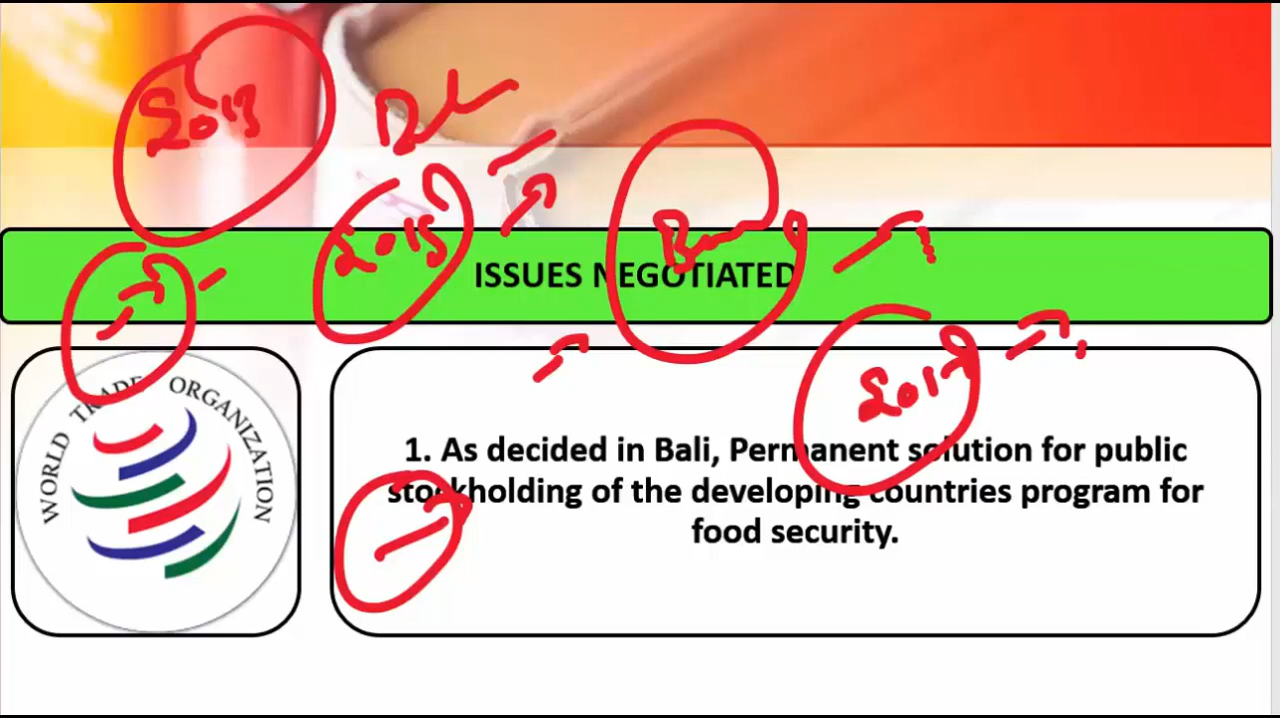 2013
2015
ISSUES NEGOTIATED
2017
WORLD TRADE ORGANIZATION
1. As decided in Bali, Permanent solution for public
stockholding of the developing countries program for
food security.